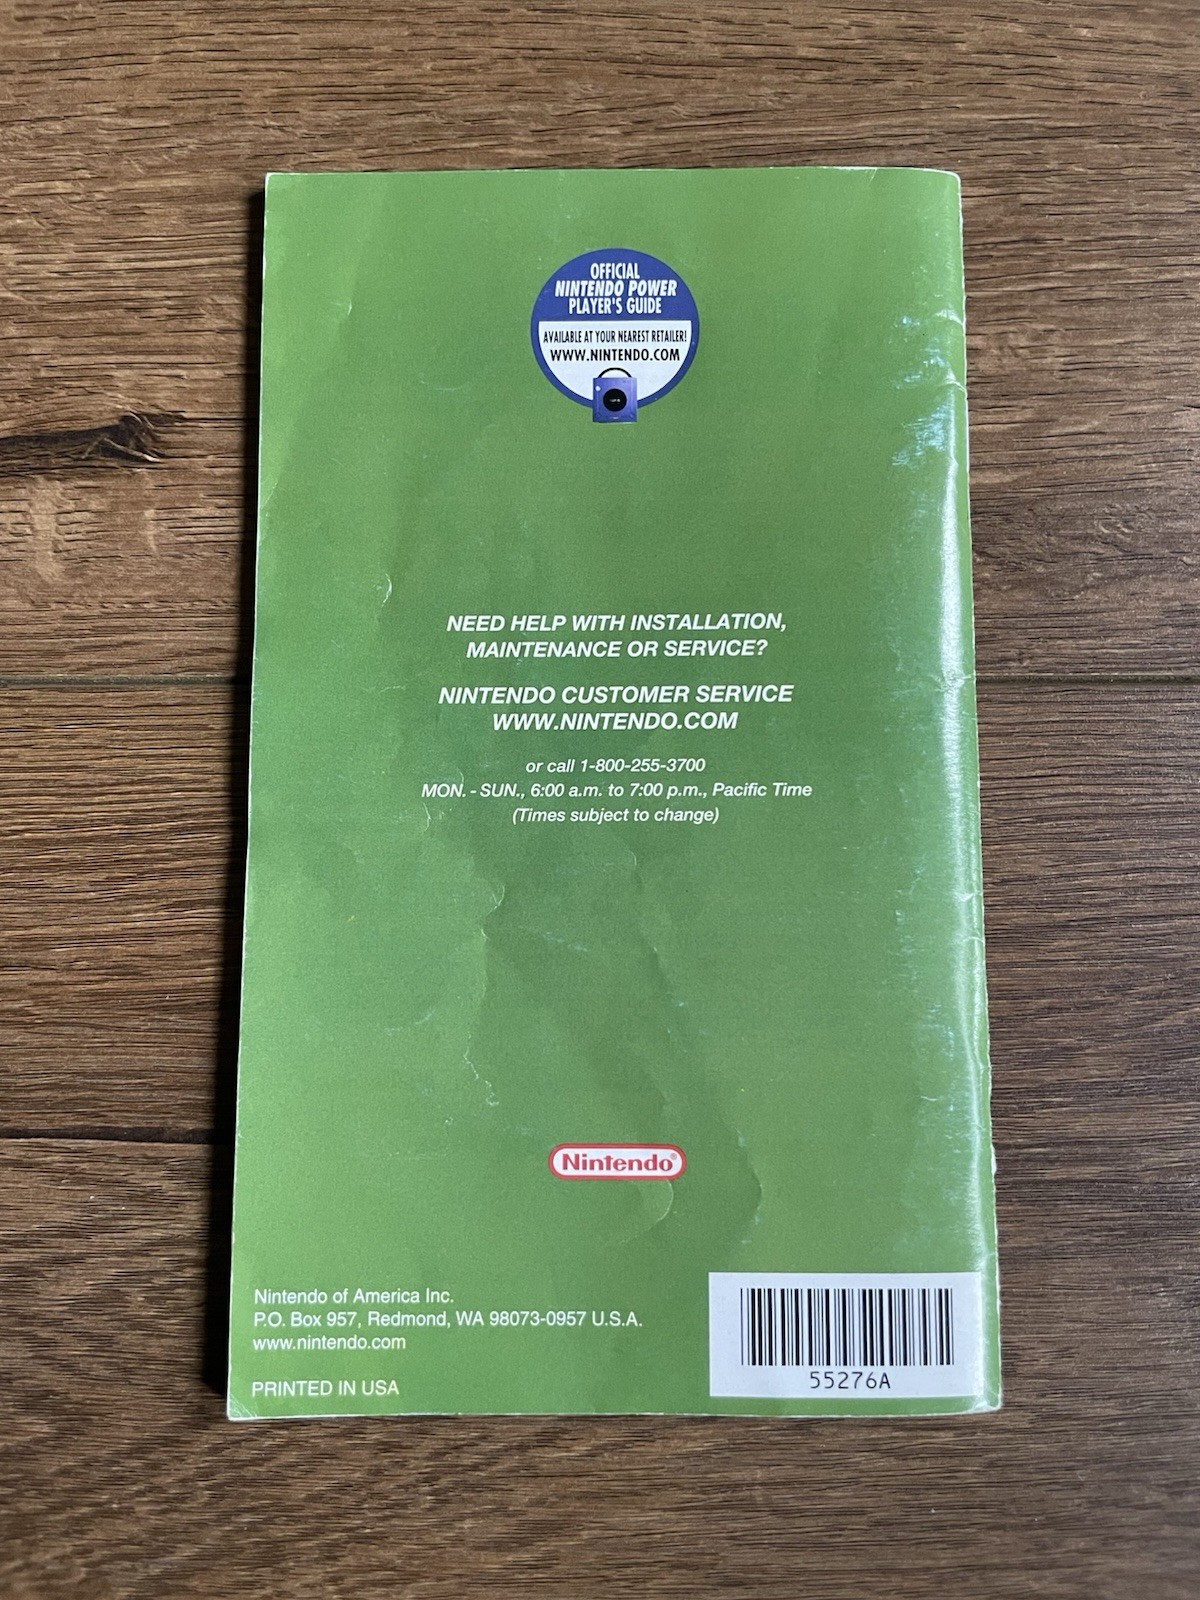 OFFICIAL
NINTENDO POWER
PLAYER'S GUIDE
AVAILABLE AT YOUR NEAREST RETAILER!
WWW.NINTENDO.COM
NEED HELP WITH INSTALLATION,
MAINTENANCE OR SERVICE?
NINTENDO CUSTOMER SERVICE
WWW.NINTENDO.COM
or call 1-800-255-3700
MON. - SUN., 6:00 a.m. to 7:00 p.m., Pacific Time
(Times subject to change)
Nintendo®
Nintendo of America Inc.
P.O. Box 957, Redmond, WA 98073-0957 U.S.A.
www.nintendo.com
PRINTED IN USA
55276A